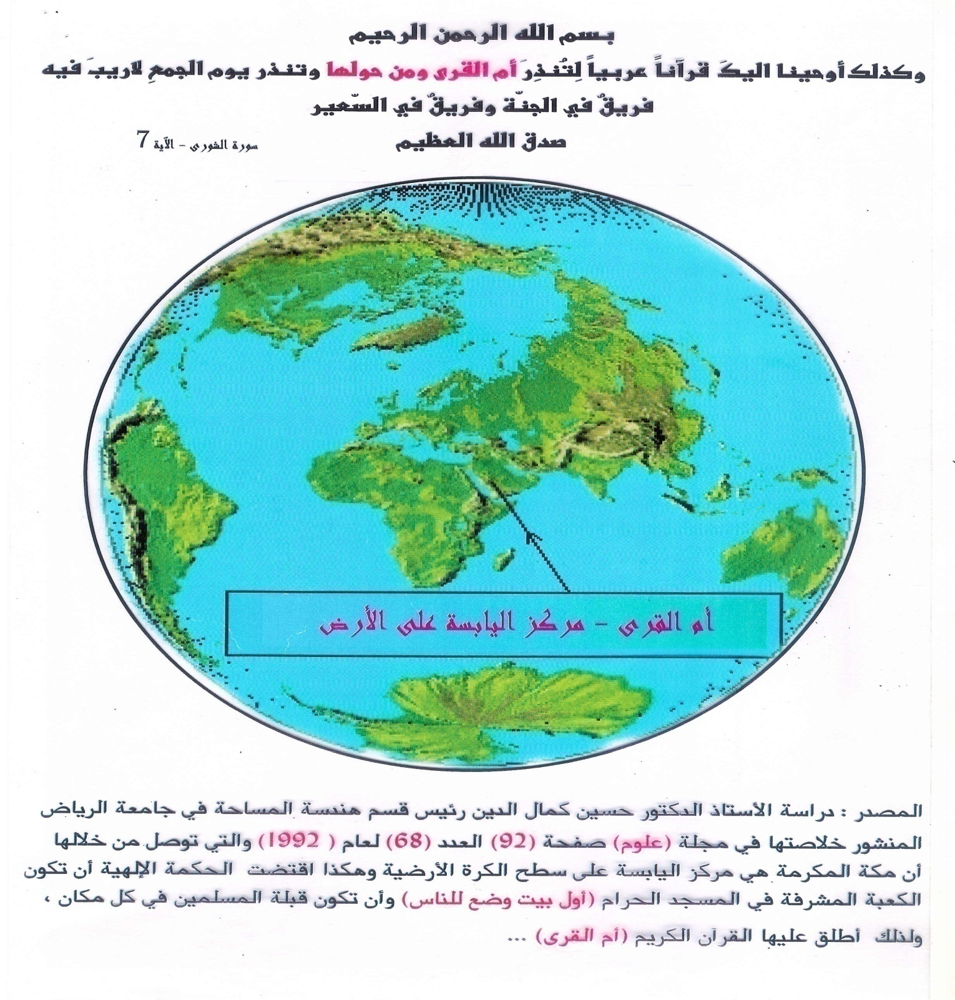 بسم الله الرحمن الرحيم
وكذلك أوحينا اليكَ قرآناً عربياً لِتُنذِرَ أم القرى ومن حولها وتنذر يوم الجمعِ لاريبَ فيه
فريقٌ في الجنّة وفريقٌ في السّعير
صدق الله العظيم
سورة الشورى - الآية 7
أم القرى - مركز اليابسة على الأرض
المصدر : دراسة الأستاذ الدكتور حسين كمال الدين رئيس قسم هندسة المساحة في جامعة الرياض
المنشور خلاصتها في مجلة (علوم) صفحة (92) العدد (68) لعام ( 1992) والتي توصل من خلالها
أن مكة المكرمة هي مركز اليابسة على سطح الكرة الأرضية وهكذا اقتضت الحكمة الإلهية أن تكون
الكعبة المشرفة في المسجد الحرام (أول بيت وضع للناس) وأن تكون قبلة المسلمين في كل مكان ،
ولذلك أطلق عليها القرآن الكريم (أم القرى) ...